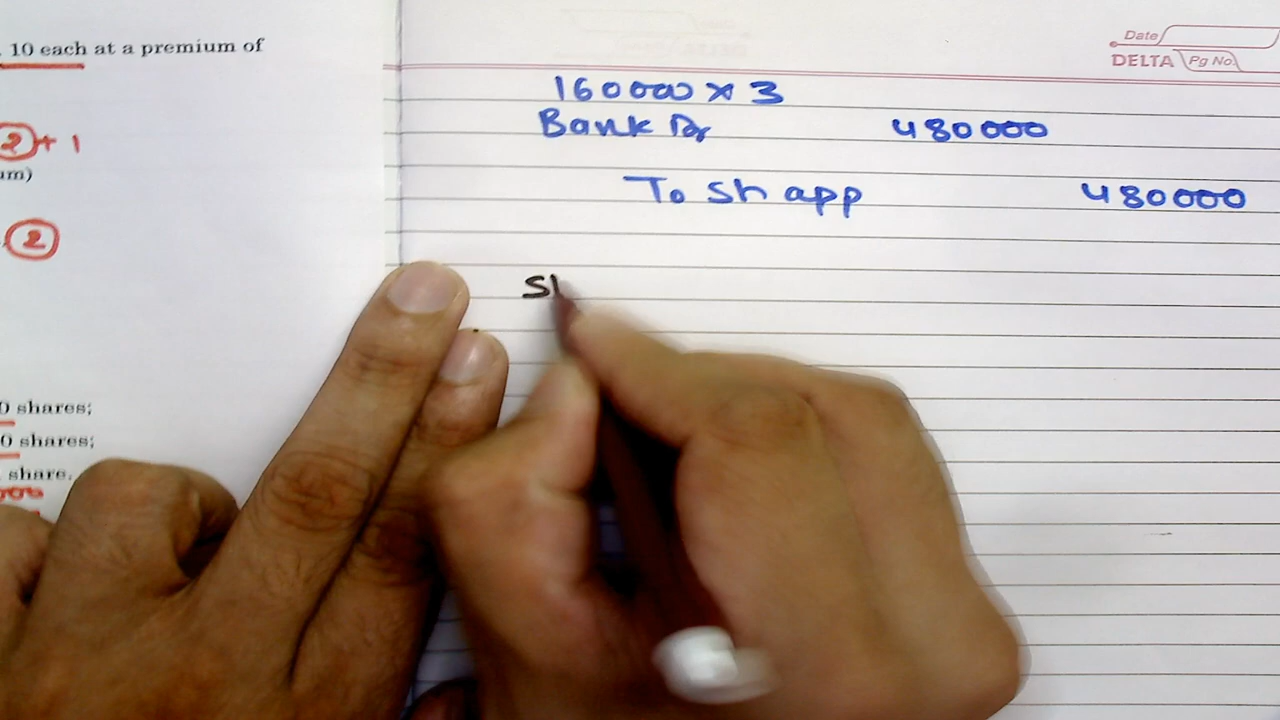 10 each at a premium of
2 + 1
um)
2
0 shares;
0 shares;
share.
Date
DELTA Pg No.
160000 x 3
Bank Dr 480000
To sh app 480000
sh